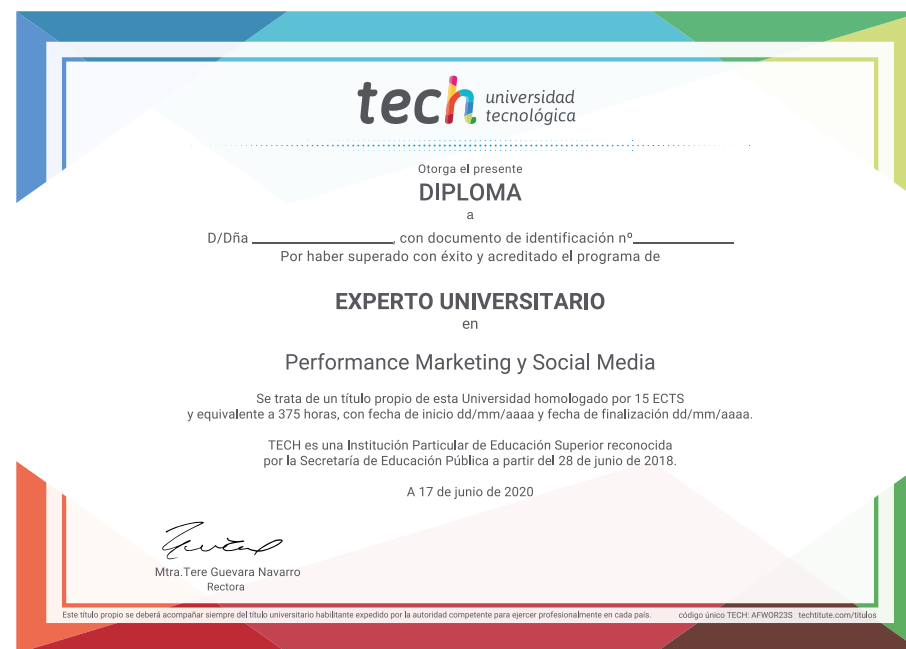 tech universidad
tecnológica
Otorga el presente
DIPLOMA
a
D/Dña ____________________, con documento de identificación nº______________
Por haber superado con éxito y acreditado el programa de
EXPERTO UNIVERSITARIO
en
Performance Marketing y Social Media
Se trata de un título propio de esta Universidad homologado por 15 ECTS
y equivalente a 375 horas, con fecha de inicio dd/mm/aaaa y fecha de finalización dd/mm/aaaa.
TECH es una Institución Particular de Educación Superior reconocida
por la Secretaría de Educación Pública a partir del 28 de junio de 2018.
A 17 de junio de 2020
Mtra.Tere Guevara Navarro
Rectora
Este título propio se deberá acompañar siempre del título universitario habilitante expedido por la autoridad competente para ejercer profesionalmente en cada país. código único TECH: AFWOR23S techtitute.com/titulos